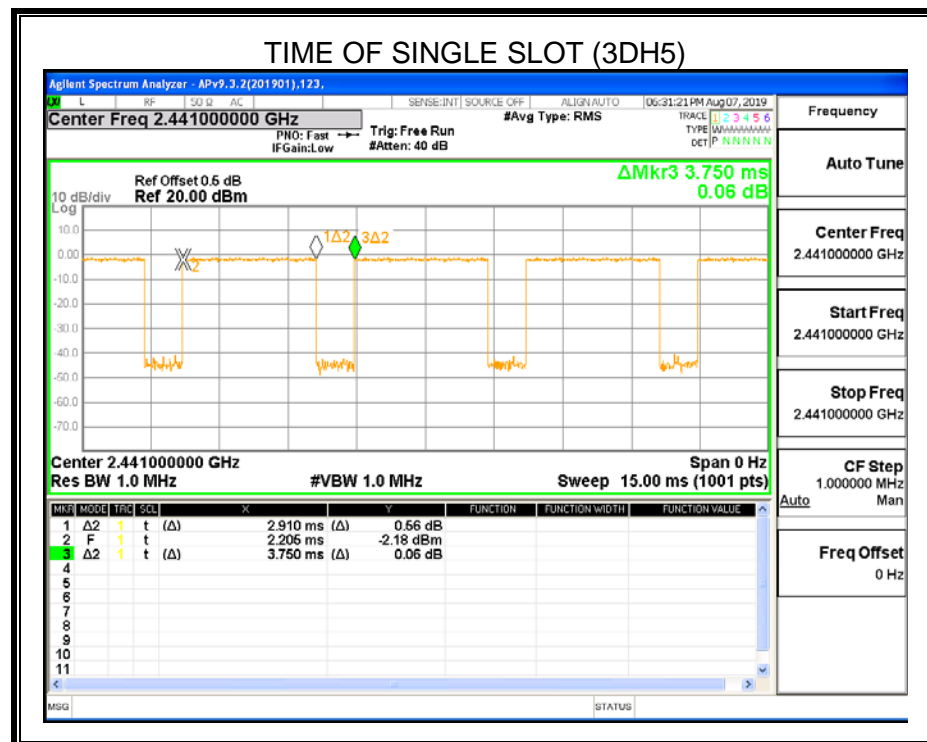 TIME OF SINGLE SLOT (3DH5)
Agilent Spectrum Analyzer - APv9.3.2(201901),123,
L RF 50 Ω AC SENSE:INT SOURCE OFF ALIGN AUTO 06:31:21 PM Aug 07, 2019
Center Freq 2.441000000 GHz
#Avg Type: RMS
TRACE 1 2 3 4 5 6
PNO: Fast
Trig: Free Run
TYPE
IFGain:Low
#Atten: 40 dB
DET P N N N N N
ΔMkr3 3.750 ms
0.06 dB
Ref Offset 0.5 dB
10 dB/div Ref 20.00 dBm
Log
10.0
0.00
-10.0
-20.0
-30.0
-40.0
-50.0
-60.0
-70.0
2
1Δ2
3Δ2
Center 2.441000000 GHz Span 0 Hz
Res BW 1.0 MHz #VBW 1.0 MHz Sweep 15.00 ms (1001 pts)
MKR MODE TRC SCL X Y FUNCTION FUNCTION WIDTH FUNCTION VALUE
1 Δ2 1 t (Δ) 2.910 ms (Δ) 0.56 dB
2 F 1 t 2.205 ms -2.18 dBm
3 Δ2 1 t (Δ) 3.750 ms (Δ) 0.06 dB
4
5
6
7
8
9
10
11
MSG STATUS
Frequency
Auto Tune
Center Freq
2.441000000 GHz
Start Freq
2.441000000 GHz
Stop Freq
2.441000000 GHz
CF Step
1.000000 MHz
Auto Man
Freq Offset
0 Hz